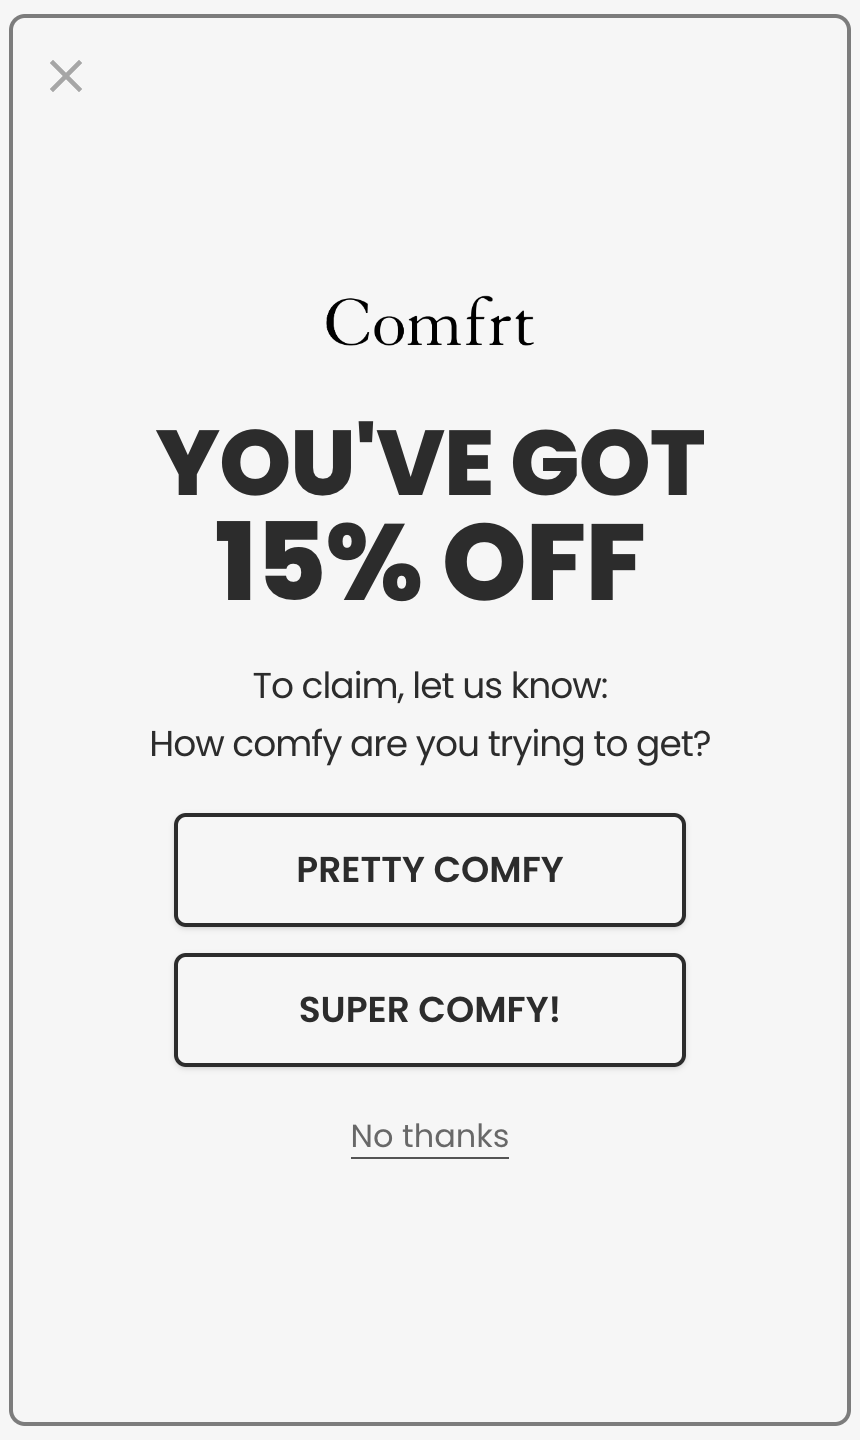 Comfrt
YOU'VE GOT
15% OFF
To claim, let us know:
How comfy are you trying to get?
PRETTY COMFY
SUPER COMFY!
No thanks